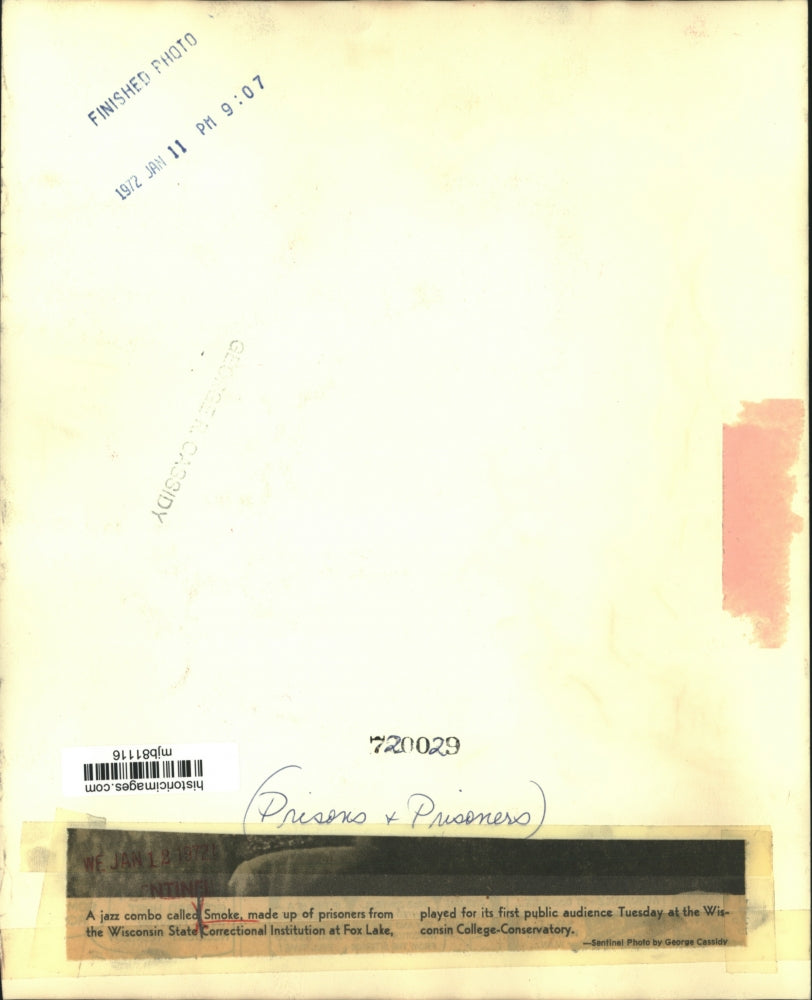 FINISHED PHOTO
1972 JAN 11 PM 9:07
GEORGE R. CASSIDY
720029
mjb81116
historicimages.com
(Prisons & Prisoners)
WE JAN 12 1972
NTINEL
A jazz combo called Smoke, made up of prisoners from
the Wisconsin State Correctional Institution at Fox Lake,
played for its first public audience Tuesday at the Wis-
consin College-Conservatory.
—Sentinel Photo by George Cassidy